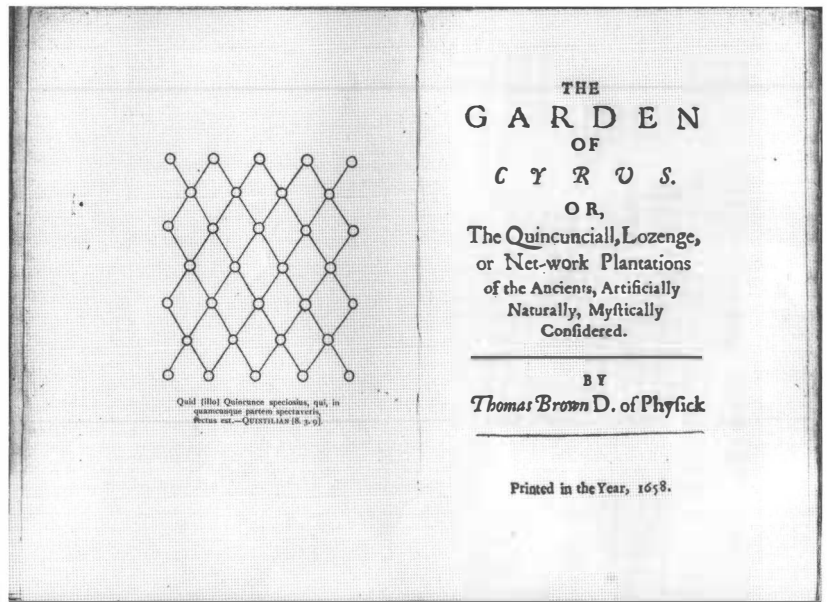 Quid [illo] Quincunce speciosius, qui, in
quamcunque partem spectaveris,
rectus est.—QUINTILIAN [8. 3. 9].
THE
GARDEN
OF
CYRUS.
OR,
The Quincunciall, Lozenge,
or Net-work Plantations
of the Ancients, Artificially
Naturally, Myſtically
Conſidered.
BY
Thomas Brown D. of Phyſick
Printed in the Year, 1658.